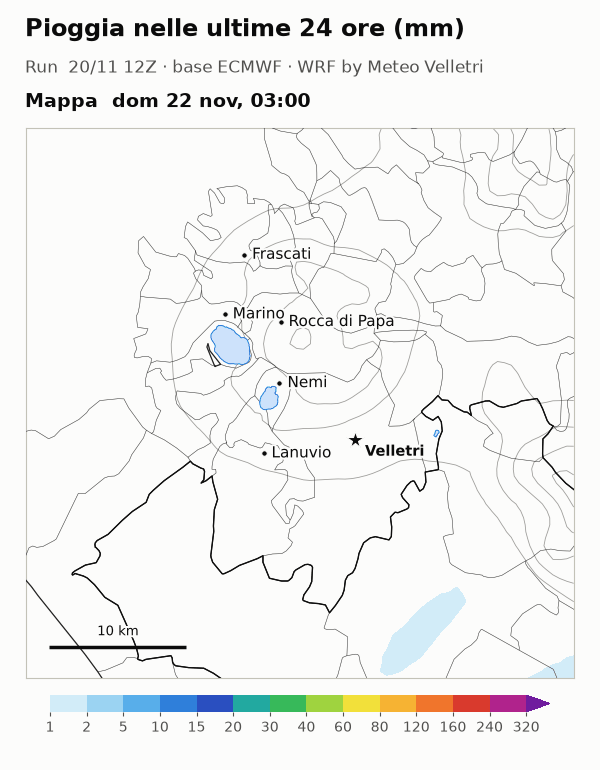 Pioggia nelle ultime 24 ore (mm)
Run  20/11 12Z · base ECMWF · WRF by Meteo Velletri
Mappa  dom 22 nov, 03:00
Frascati
Marino
Rocca di Papa
Nemi
Velletri
Lanuvio
10 km
1 2 5 10 15 20 30 40 60 80 120 160 240 320